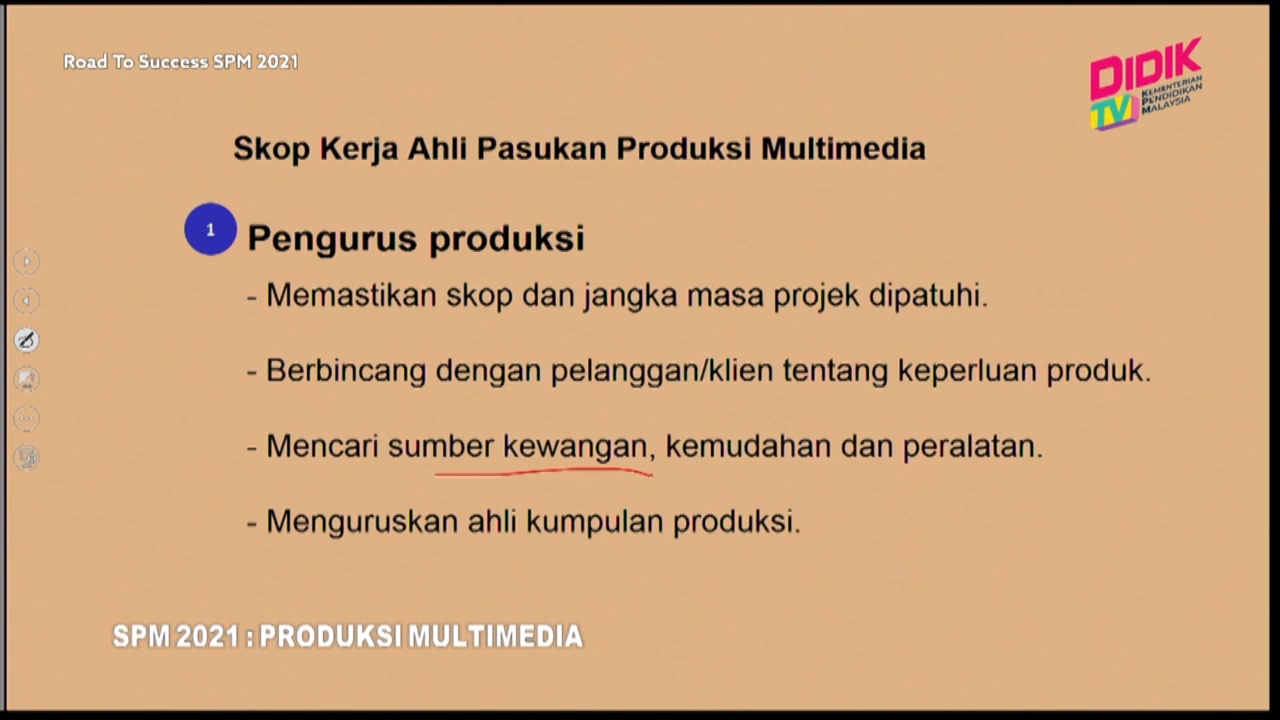 Road To Success SPM 2021
DIDIK
TV KEMENTERIAN
PENDIDIKAN
MALAYSIA
Skop Kerja Ahli Pasukan Produksi Multimedia
1 Pengurus produksi
- Memastikan skop dan jangka masa projek dipatuhi.
- Berbincang dengan pelanggan/klien tentang keperluan produk.
- Mencari sumber kewangan, kemudahan dan peralatan.
- Menguruskan ahli kumpulan produksi.
SPM 2021 : PRODUKSI MULTIMEDIA